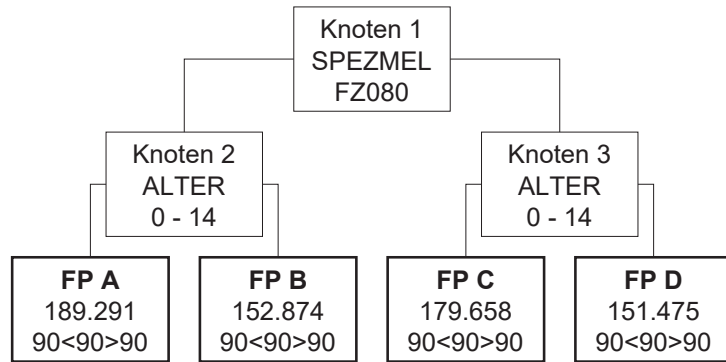 Knoten 1
SPEZMEL
FZ080
Knoten 2
ALTER
0 - 14
Knoten 3
ALTER
0 - 14
FP A
189.291
90<90>90
FP B
152.874
90<90>90
FP C
179.658
90<90>90
FP D
151.475
90<90>90